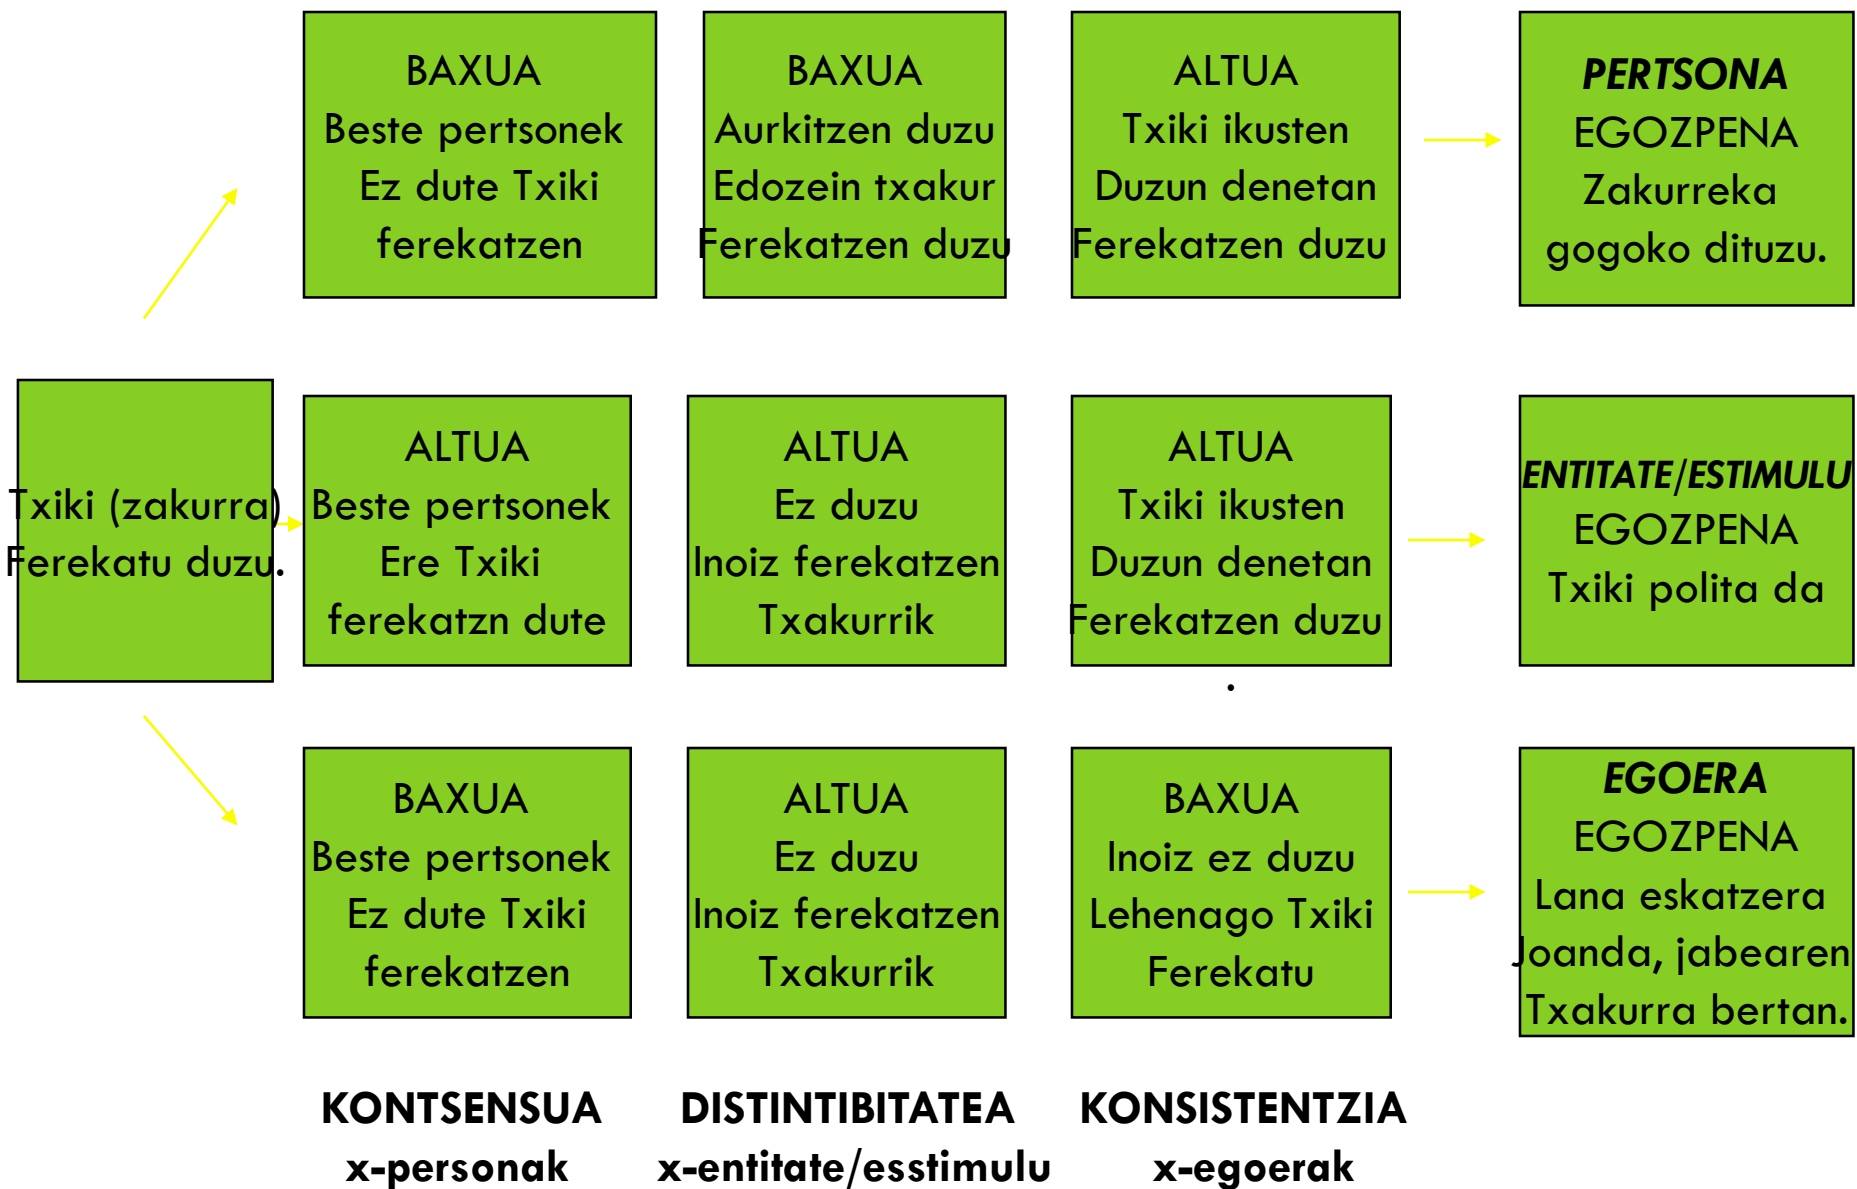 BAXUA
Beste pertsonek
Ez dute Txiki
ferekatzen
BAXUA
Aurkitzen duzu
Edozein txakur
Ferekatzen duzu
ALTUA
Txiki ikusten
Duzun denetan
Ferekatzen duzu
PERTSONA
EGOZPENA
Zakurreka
gogoko dituzu.
Txiki (zakurra)
Ferekatu duzu.
ALTUA
Beste pertsonek
Ere Txiki
ferekatzn dute
ALTUA
Ez duzu
Inoiz ferekatzen
Txakurrik
ALTUA
Txiki ikusten
Duzun denetan
Ferekatzen duzu
.
ENTITATE/ESTIMULU
EGOZPENA
Txiki polita da
BAXUA
Beste pertsonek
Ez dute Txiki
ferekatzen
ALTUA
Ez duzu
Inoiz ferekatzen
Txakurrik
BAXUA
Inoiz ez duzu
Lehenago Txiki
Ferekatu
EGOERA
EGOZPENA
Lana eskatzera
Joanda, jabearen
Txakurra bertan.
KONTSENSUA
x-personak
DISTINTIBITATEA
x-entitate/esstimulu
KONSISTENTZIA
x-egoerak